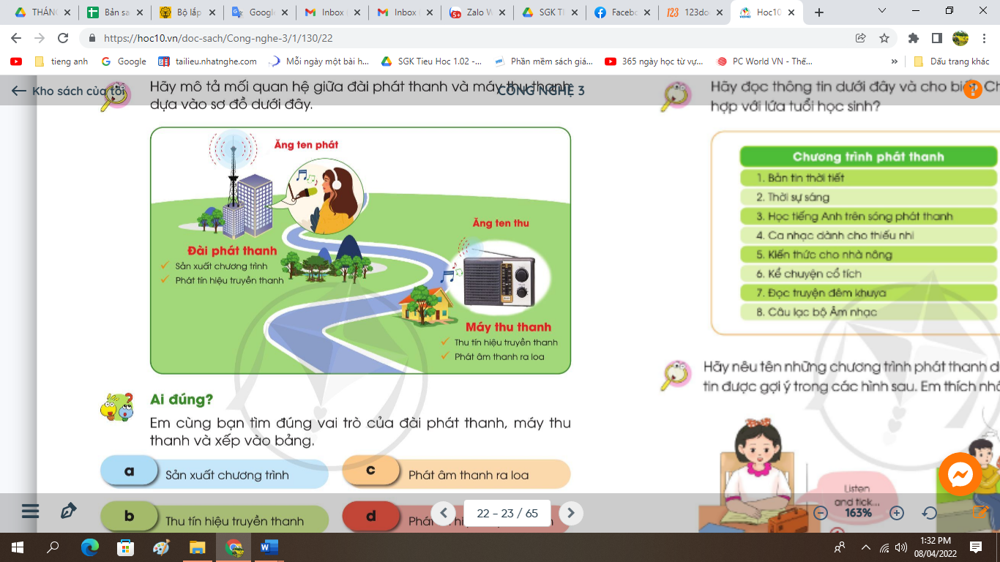 THÁNG
Bản sa
Bộ lắp
Google
Inbox
Inbox
Zalo W
SGK T
Faceb
123do
Hoc10
https://hoc10.vn/doc-sach/Cong-nghe-3/1/130/22
tieng anh
Google
tailieu.nhatnghe.com
Mỗi ngày một bài h...
SGK Tieu Hoc 1.02 -...
Phần mềm sách giá...
365 ngày học từ vự...
PC World VN - Thế...
»
Dấu trang khác
Kho sách của tôi
CÔNG NGHỆ 3
Hãy mô tả mối quan hệ giữa đài phát thanh và máy thu thanh
dựa vào sơ đồ dưới đây.
Ăng ten phát
Ăng ten thu
Đài phát thanh
Sản xuất chương trình
Phát tín hiệu truyền thanh
Máy thu thanh
Thu tín hiệu truyền thanh
Phát âm thanh ra loa
Ai đúng?
Em cùng bạn tìm đúng vai trò của đài phát thanh, máy thu
thanh và xếp vào bảng.
a Sản xuất chương trình
c Phát âm thanh ra loa
b Thu tín hiệu truyền thanh
d
Hãy đọc thông tin dưới đây và cho biết Ch
hợp với lứa tuổi học sinh?
Chương trình phát thanh
1. Bản tin thời tiết
2. Thời sự sáng
3. Học tiếng Anh trên sóng phát thanh
4. Ca nhạc dành cho thiếu nhi
5. Kiến thức cho nhà nông
6. Kể chuyện cổ tích
7. Đọc truyện đêm khuya
8. Câu lạc bộ Âm nhạc
Hãy nêu tên những chương trình phát thanh
tin được gợi ý trong các hình sau. Em thích
Listen
and tick...
22 – 23 / 65
163%
1:32 PM
08/04/2022